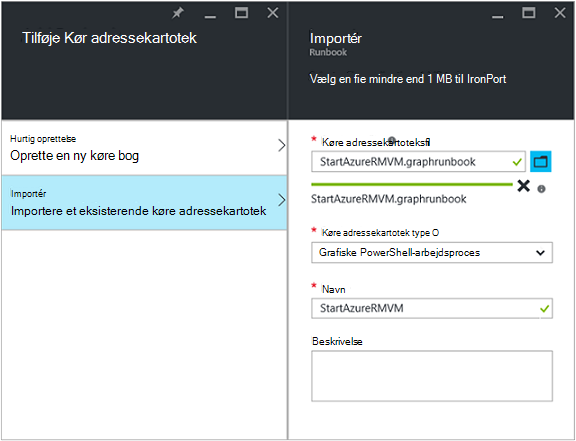 Tilføje Kør adressekartotek
Hurtig oprettelse
Oprette en ny køre bog
Importér
Importere et eksisterende køre adressekartotek
Importér
Runbook
Vælg en fie mindre end 1 MB til IronPort
* Køre adressekartoteksfil
StartAzureRMVM.graphrunbook
StartAzureRMVM.graphrunbook
* Køre adressekartotek type O
Grafiske PowerShell-arbejdsproces
* Navn
StartAzureRMVM
Beskrivelse